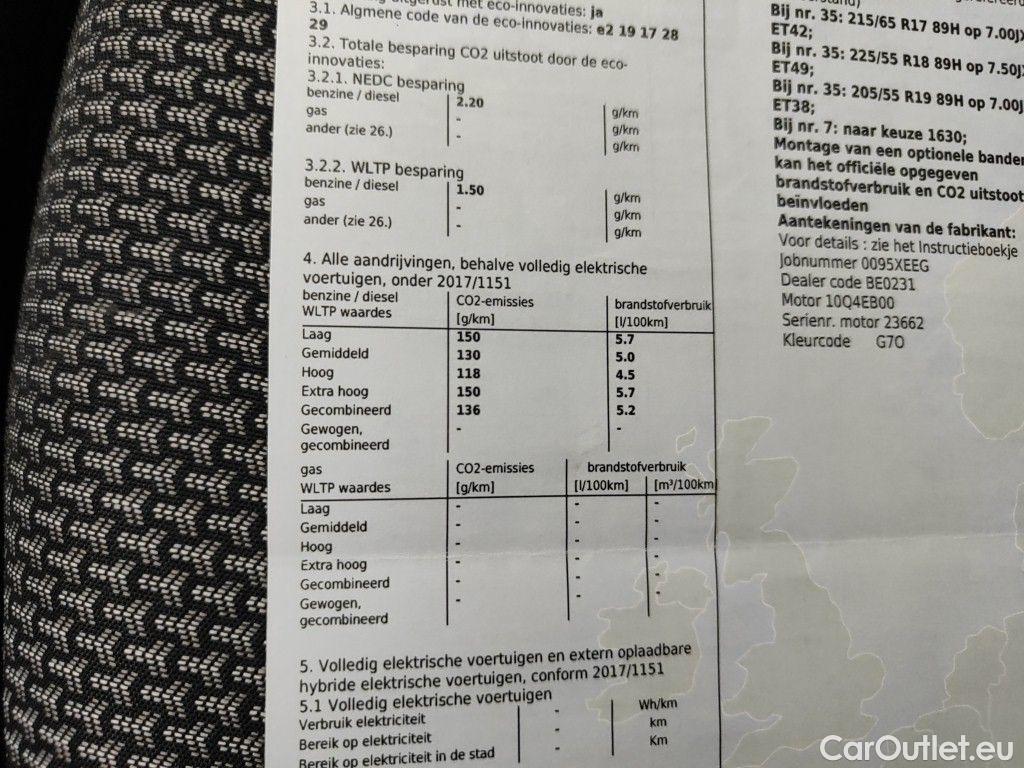 uitgerust met eco-innovaties: ja
3.1. Algmene code van de eco-innovaties: e2 19 17 28
29
3.2. Totale besparing CO2 uitstoot door de eco-
innovaties:
3.2.1. NEDC besparing
benzine / diesel 2.20 g/km
gas - g/km
ander (zie 26.) - g/km
3.2.2. WLTP besparing
benzine / diesel 1.50 g/km
gas - g/km
ander (zie 26.) - g/km
4. Alle aandrijvingen, behalve volledig elektrische
voertuigen, onder 2017/1151
benzine / diesel CO2-emissies brandstofverbruik
WLTP waardes [g/km] [l/100km]
Laag 150 5.7
Gemiddeld 130 5.0
Hoog 118 4.5
Extra hoog 150 5.7
Gecombineerd 136 5.2
Gewogen, - -
gecombineerd
gas CO2-emissies brandstofverbruik
WLTP waardes [g/km] [l/100km] [m³/100km
Laag - - -
Gemiddeld - - -
Hoog - - -
Extra hoog - - -
Gecombineerd - - -
Gewogen, - - -
gecombineerd
5. Volledig elektrische voertuigen en extern oplaadbare
hybride elektrische voertuigen, conform 2017/1151
5.1 Volledig elektrische voertuigen
Verbruik elektriciteit - Wh/km
Bereik op elektriciteit - km
Bereik op elektriciteit in de stad - Km
Bij nr. 35: 215/65 R17 89H op 7.00JX
ET42;
Bij nr. 35: 225/55 R18 89H op 7.50JX
ET49;
Bij nr. 35: 205/55 R19 89H op 7.00J
ET38;
Bij nr. 7: naar keuze 1630;
Montage van een optionele banden
kan het officiële opgegeven
brandstofverbruik en CO2 uitstoot
beïnvloeden
Aantekeningen van de fabrikant:
Voor details : zie het Instructieboekje
Jobnummer 0095XEEG
Dealer code BE0231
Motor 10Q4EB00
Serienr. motor 23662
Kleurcode G7O
CarOutlet.eu